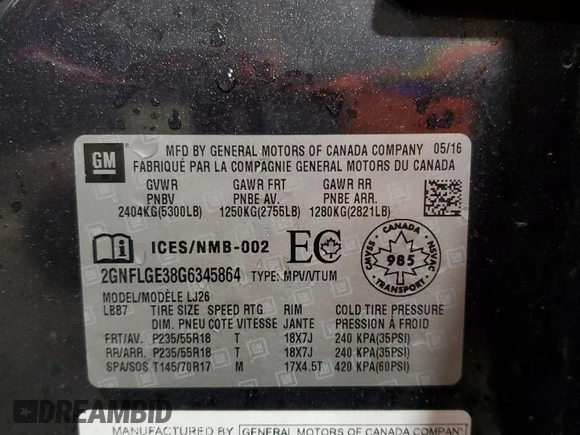 GM
MFD BY GENERAL MOTORS OF CANADA COMPANY 05/16
FABRIQUÉ PAR LA COMPAGNIE GENERAL MOTORS DU CANADA
GVWR GAWR FRT GAWR RR
PNBV PNBE AV. PNBE ARR.
2404KG(5300LB) 1250KG(2755LB) 1280KG(2821LB)
ICES/NMB-002 EC CANADA CMVSS NSVAC 985
2GNFLGE38G6345864 TYPE: MPV/VTUM
MODEL/MODÈLE LJ26
LBB7 TIRE SIZE SPEED RTG RIM COLD TIRE PRESSURE
DIM. PNEU COTE VITESSE JANTE PRESSION À FROID
FRT/AV. P235/55R18 T 18X7J 240 KPA(35PSI)
RR/ARR. P235/55R18 T 18X7J 240 KPA(35PSI)
SPA/SOS T145/70R17 M 17X4.5T 420 KPA(60PSI)
MANUFACTURED BY GENERAL MOTORS OF CANADA COMPANY
DREAMBID